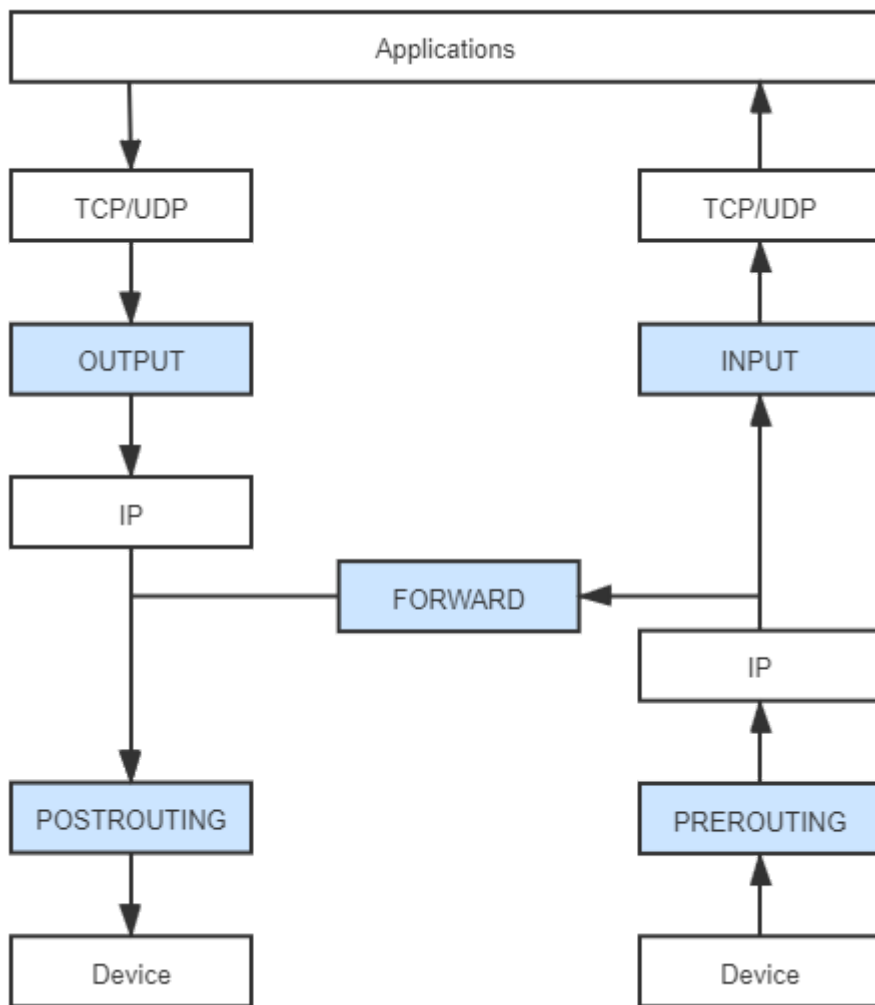 Applications
TCP/UDP
TCP/UDP
OUTPUT
INPUT
IP
FORWARD
IP
POSTROUTING
PREROUTING
Device
Device